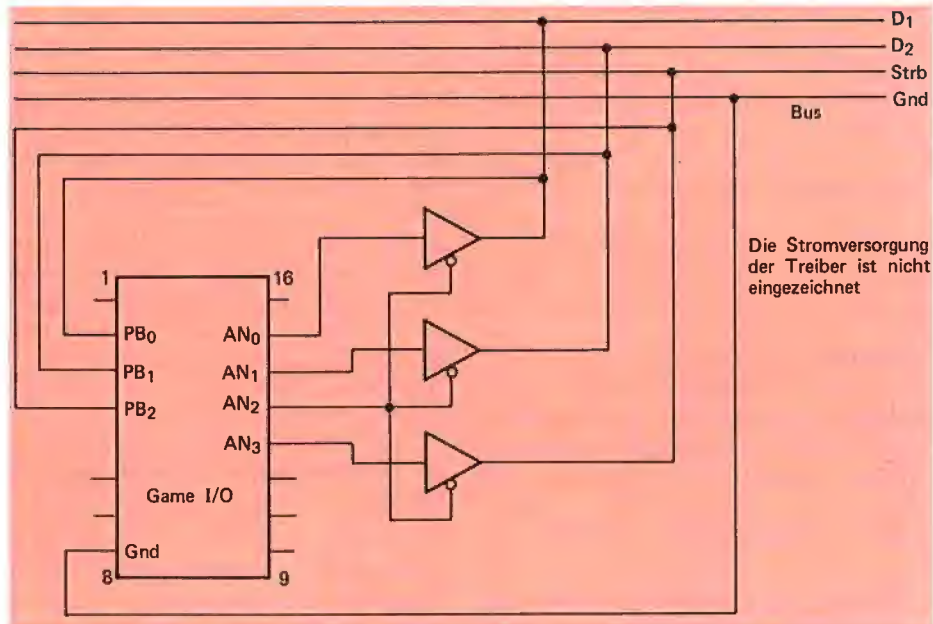 D1
D2
Strb
Gnd
Bus
Die Stromversorgung
der Treiber ist nicht
eingezeichnet
1
16
PB0
AN0
PB1
AN1
PB2
AN2
AN3
Game I/O
Gnd
8
9